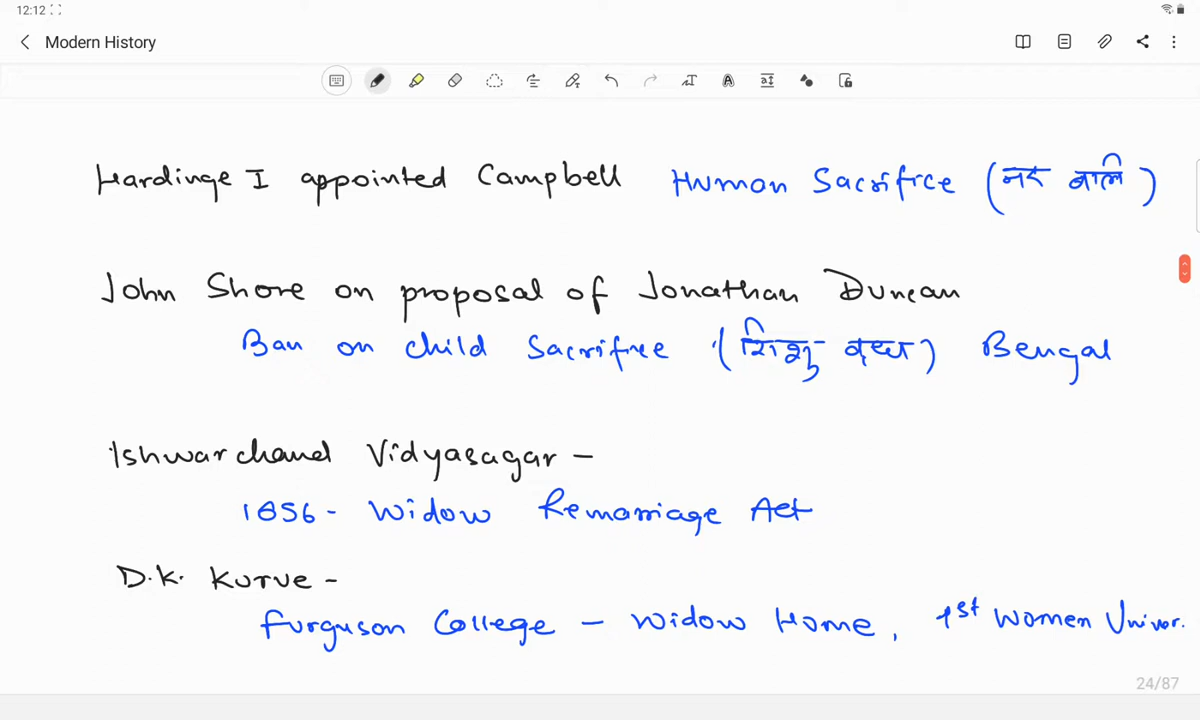 12:12
Modern History
Hardinge I appointed Campbell Human Sacrifice (नर बलि)
John Shore on proposal of Jonathan Duncan
Ban on child Sacrifice (शिशु वध) Bengal
Ishwarchand Vidyasagar -
1856 - Widow Remarriage Act
D.K. Kurve -
Furguson College - Widow Home, 1st Women Univer.
24/87